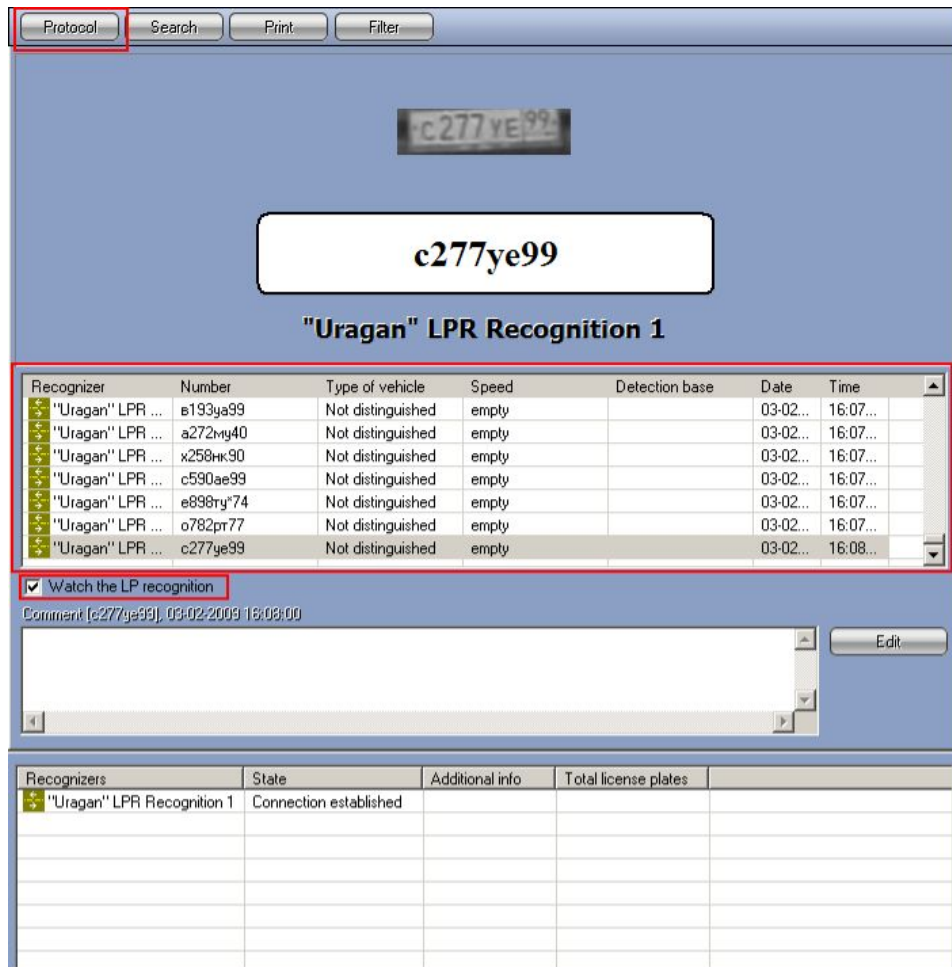 Protocol Search Print Filter
с277УЕ 99
c277ye99
"Uragan" LPR Recognition 1
Recognizer Number Type of vehicle Speed Detection base Date Time
"Uragan" LPR ... в193уа99 Not distinguished empty 03-02... 16:07...
"Uragan" LPR ... а272му40 Not distinguished empty 03-02... 16:07...
"Uragan" LPR ... х258нк90 Not distinguished empty 03-02... 16:07...
"Uragan" LPR ... с590ае99 Not distinguished empty 03-02... 16:07...
"Uragan" LPR ... е898ту*74 Not distinguished empty 03-02... 16:07...
"Uragan" LPR ... о782рт77 Not distinguished empty 03-02... 16:07...
"Uragan" LPR ... с277уе99 Not distinguished empty 03-02... 16:08...
Watch the LP recognition
Comment [c277ye99], 03-02-2009 16:08:00
Edit
Recognizers State Additional info Total license plates
"Uragan" LPR Recognition 1 Connection established